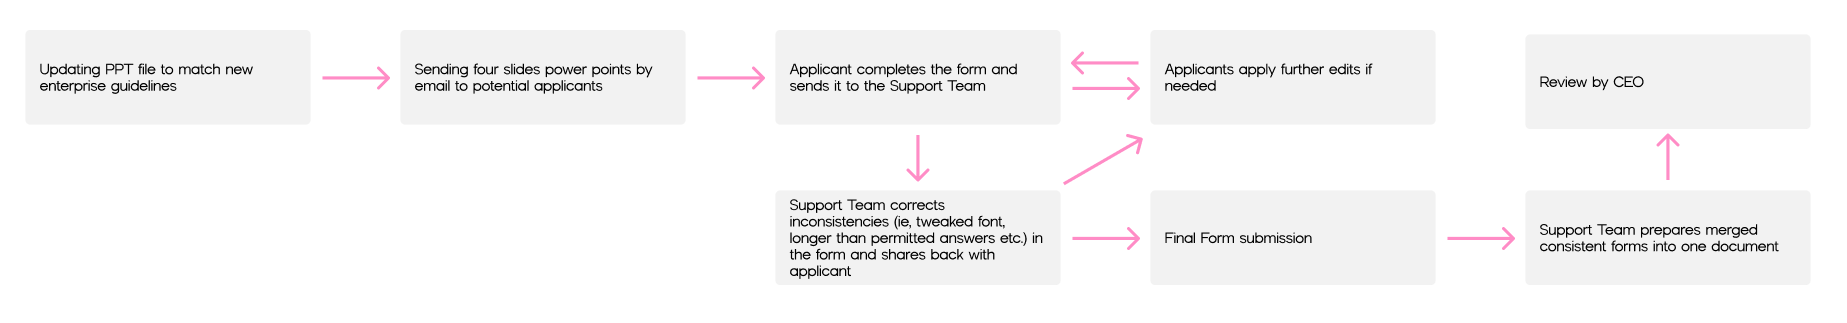 Updating PPT file to match new
enterprise guidelines
Sending four slides power points by
email to potential applicants
Applicant completes the form and
sends it to the Support Team
Applicants apply further edits if
needed
Review by CEO
Support Team corrects
inconsistencies (ie, tweaked font,
longer than permitted answers etc.) in
the form and shares back with
applicant
Final Form submission
Support Team prepares merged
consistent forms into one document